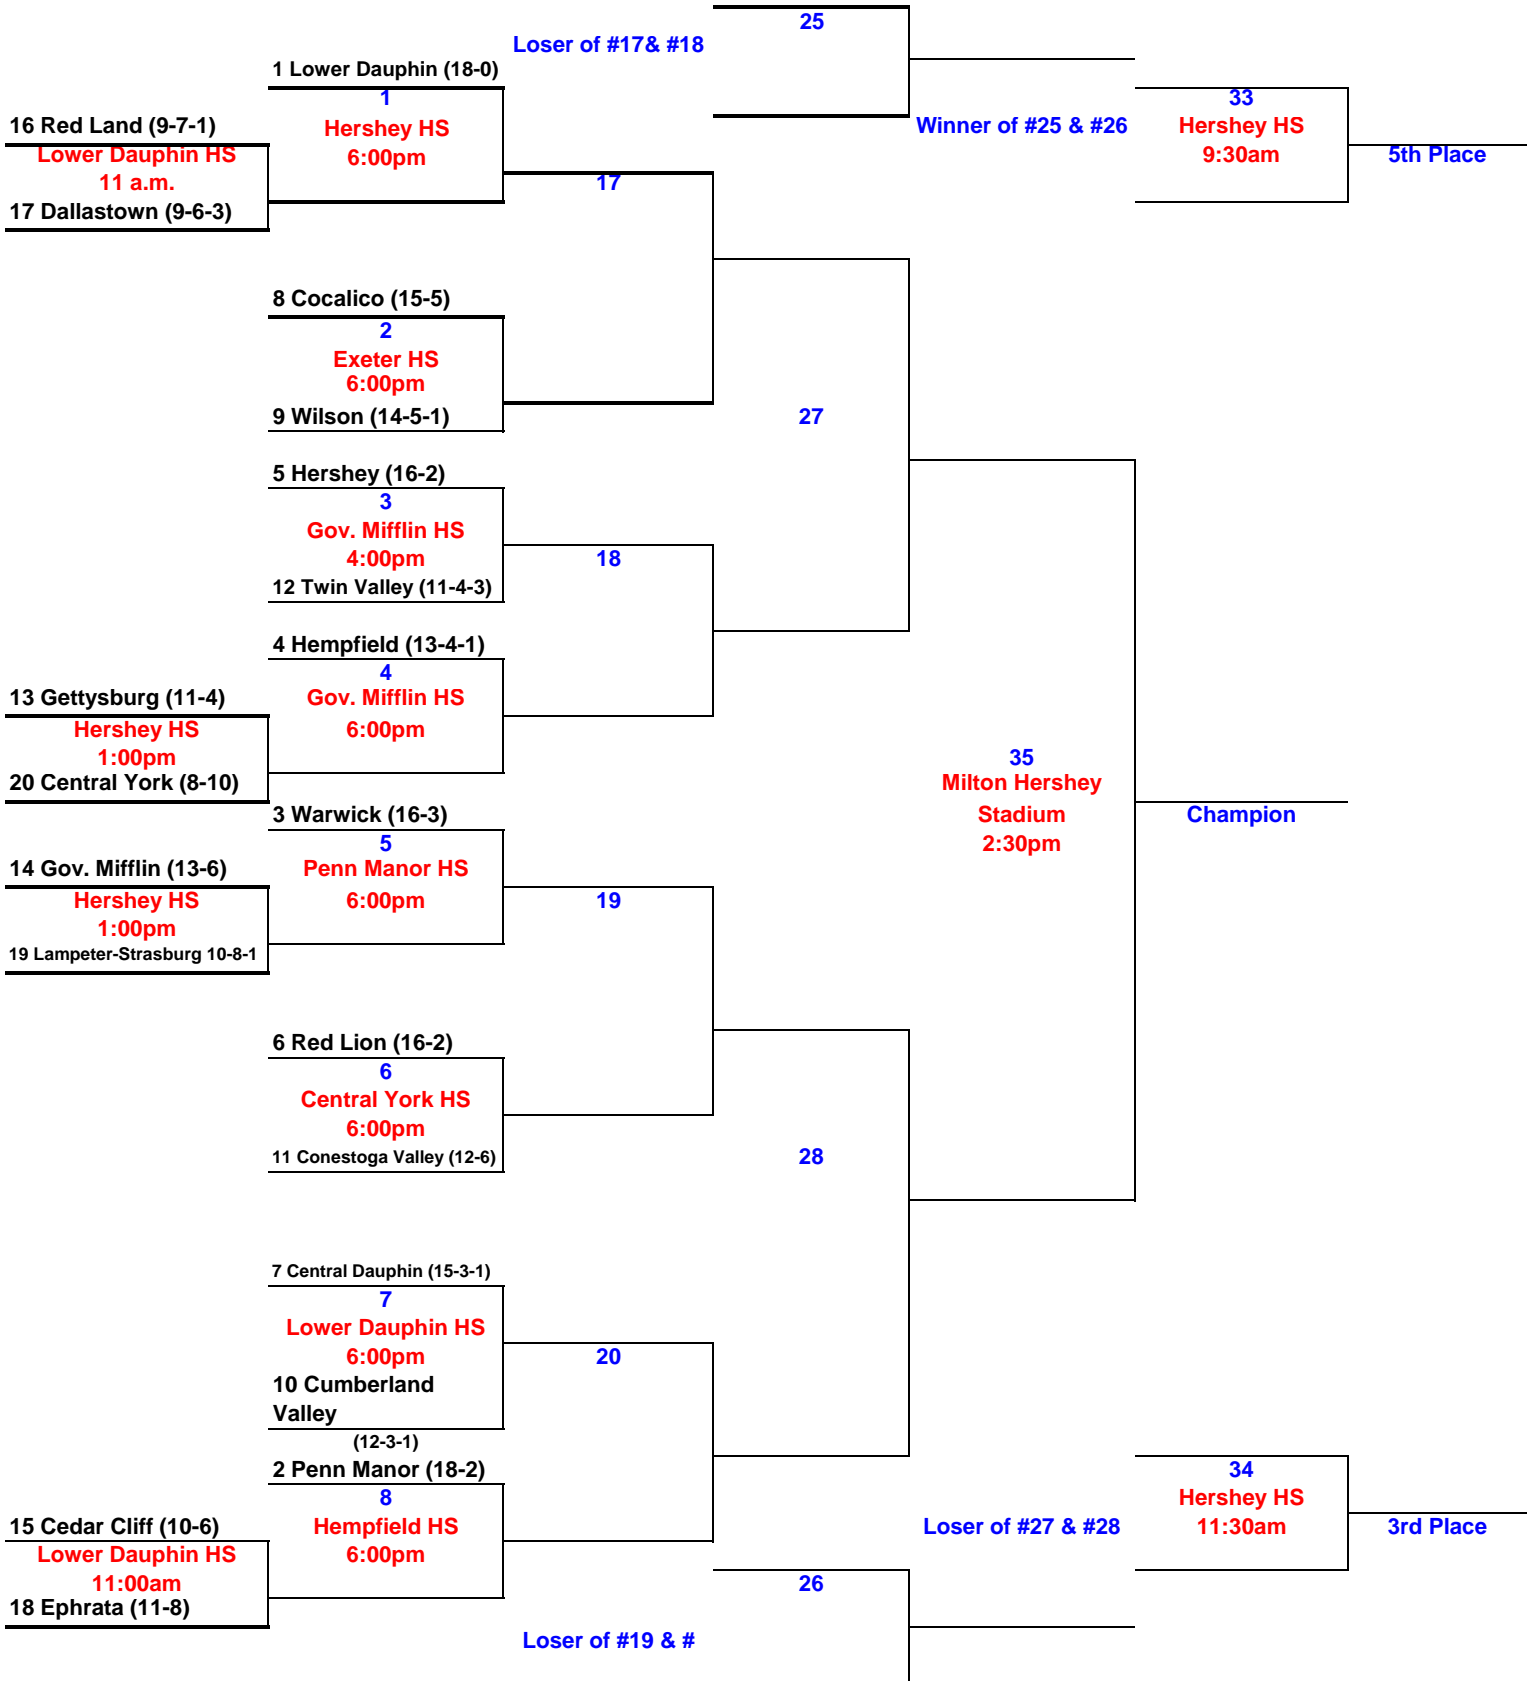 25
Loser of #17& #18
1 Lower Dauphin (18-0)
1
Hershey HS
6:00pm
33
Hershey HS
9:30am
Winner of #25 & #26
5th Place
16 Red Land (9-7-1)
Lower Dauphin HS
11 a.m.
17 Dallastown (9-6-3)
17
8 Cocalico (15-5)
2
Exeter HS
6:00pm
9 Wilson (14-5-1)
27
5 Hershey (16-2)
3
Gov. Mifflin HS
4:00pm
12 Twin Valley (11-4-3)
18
4 Hempfield (13-4-1)
4
Gov. Mifflin HS
6:00pm
13 Gettysburg (11-4)
Hershey HS
1:00pm
20 Central York (8-10)
35
Milton Hershey
Stadium
2:30pm
Champion
3 Warwick (16-3)
5
Penn Manor HS
6:00pm
14 Gov. Mifflin (13-6)
Hershey HS
1:00pm
19 Lampeter-Strasburg 10-8-1
19
6 Red Lion (16-2)
6
Central York HS
6:00pm
11 Conestoga Valley (12-6)
28
7 Central Dauphin (15-3-1)
7
Lower Dauphin HS
6:00pm
10 Cumberland
Valley
(12-3-1)
20
2 Penn Manor (18-2)
8
Hempfield HS
6:00pm
15 Cedar Cliff (10-6)
Lower Dauphin HS
11:00am
18 Ephrata (11-8)
34
Hershey HS
11:30am
Loser of #27 & #28
3rd Place
26
Loser of #19 & #